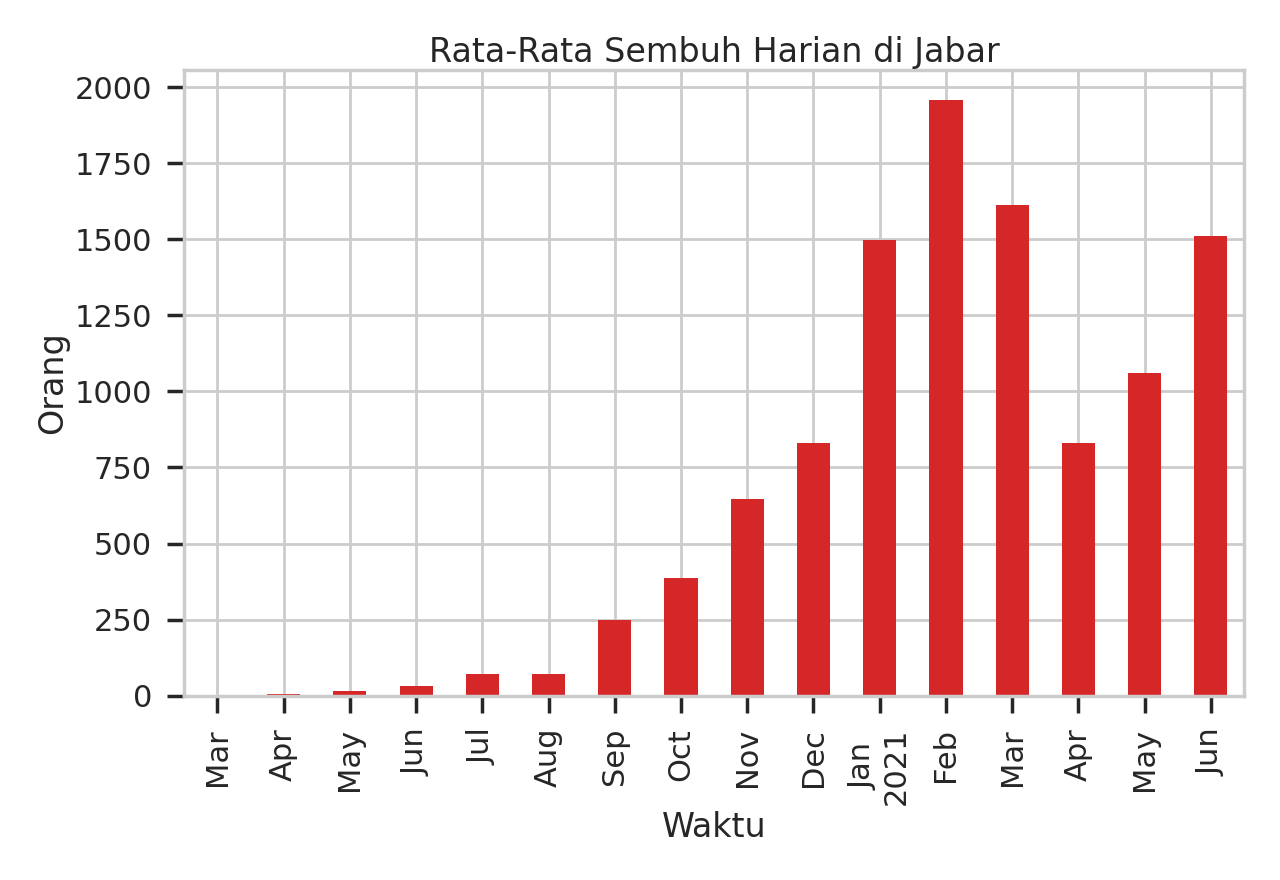 Rata-Rata Sembuh Harian di Jabar
2000
1750
1500
1250
1000
750
500
250
0
Orang
Mar
Apr
May
Jun
Jul
Aug
Sep
Oct
Nov
Dec
Jan
2021
Feb
Mar
Apr
May
Jun
Waktu